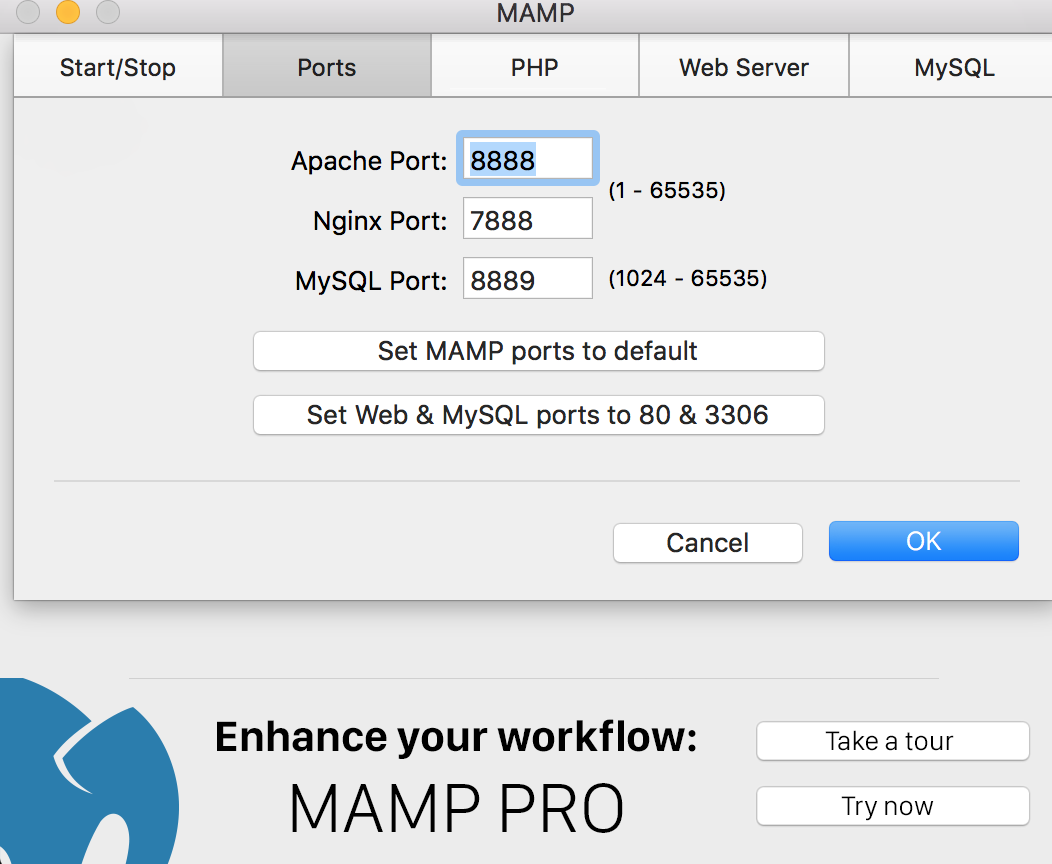 MAMP
Start/Stop Ports PHP Web Server MySQL
Apache Port: 8888
(1 - 65535)
Nginx Port: 7888
MySQL Port: 8889 (1024 - 65535)
Set MAMP ports to default
Set Web & MySQL ports to 80 & 3306
Cancel OK
Enhance your workflow:
MAMP PRO
Take a tour
Try now